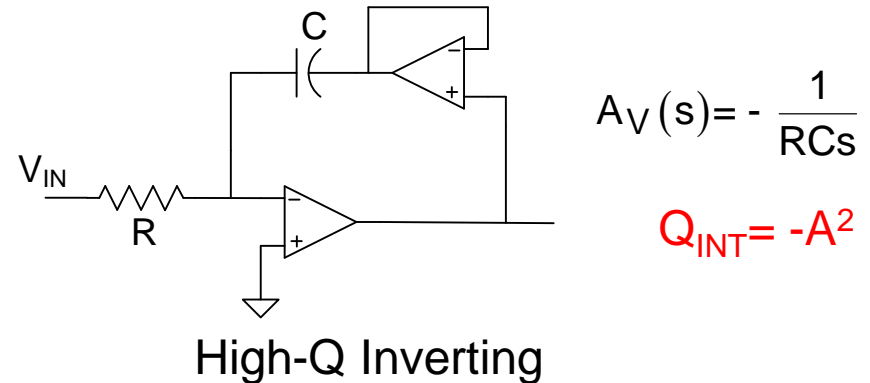 C
−
+
A_V(s)= - 1/RCs
V_IN
R
−
+
Q_INT= -A²
High-Q Inverting